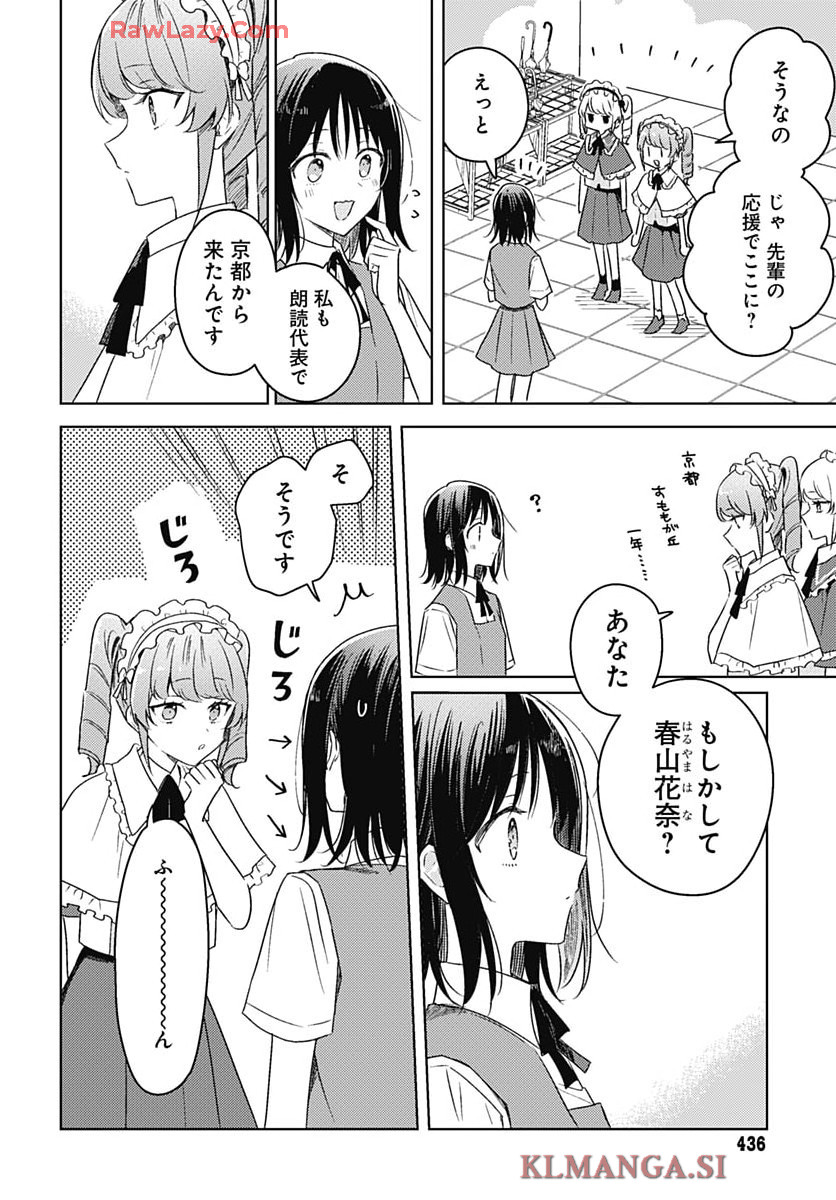 RawLazy.Com
そうなの
じゃ 先輩の
応援でここに?
えっと
私も
朗読代表で
京都から
来たんです
京都
すももが丘
一年……
?
あなた
もしかして
春山花奈?
はるやま はな
そ
そうです
じろ
じろ
ふ〜〜〜〜ん
436
KLMANGA.SI